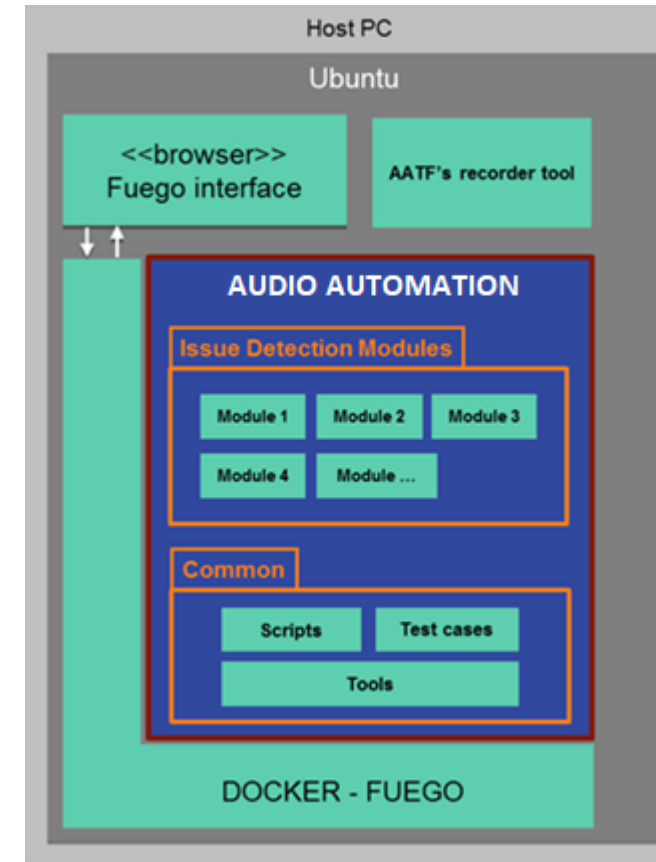 Host PC
Ubuntu
<<browser>>
Fuego interface
AATF's recorder tool
AUDIO AUTOMATION
Issue Detection Modules
Module 1
Module 2
Module 3
Module 4
Module ...
Common
Scripts
Test cases
Tools
DOCKER - FUEGO